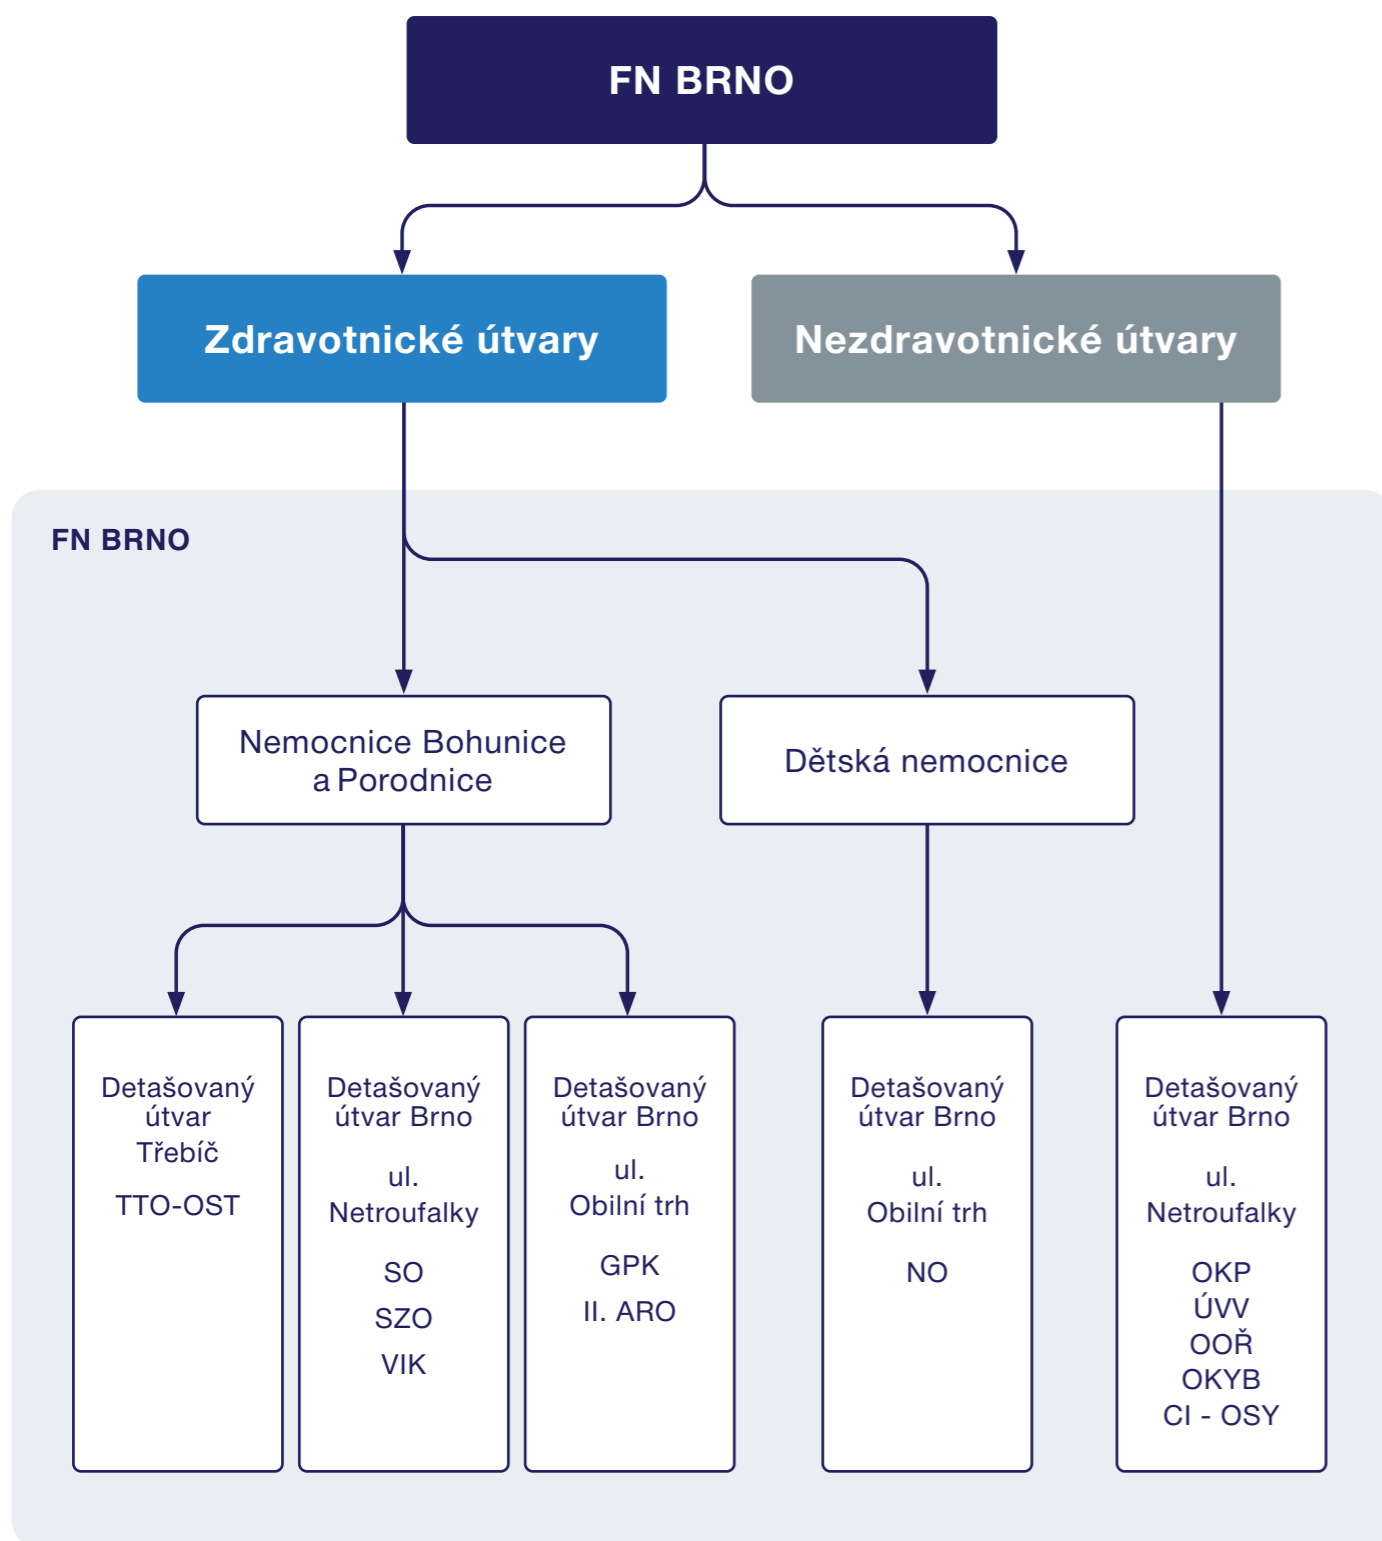 FN BRNO
Zdravotnické útvary
Nezdravotnické útvary
FN BRNO
Nemocnice Bohunice
a Porodnice
Dětská nemocnice
Detašovaný
útvar
Třebíč
TTO-OST
Detašovaný
útvar Brno
ul.
Netroufalky
SO
SZO
VIK
Detašovaný
útvar Brno
ul.
Obilní trh
GPK
II. ARO
Detašovaný
útvar Brno
ul.
Obilní trh
NO
Detašovaný
útvar Brno
ul.
Netroufalky
OKP
ÚVV
OOŘ
OKYB
CI - OSY